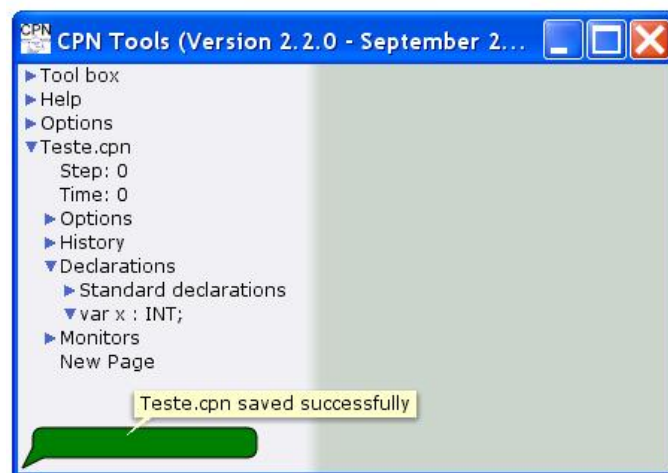 CPN
CPN Tools (Version 2.2.0 - September 2...
Tool box
Help
Options
Teste.cpn
Step: 0
Time: 0
Options
History
Declarations
Standard declarations
var x : INT;
Monitors
New Page
Teste.cpn saved successfully